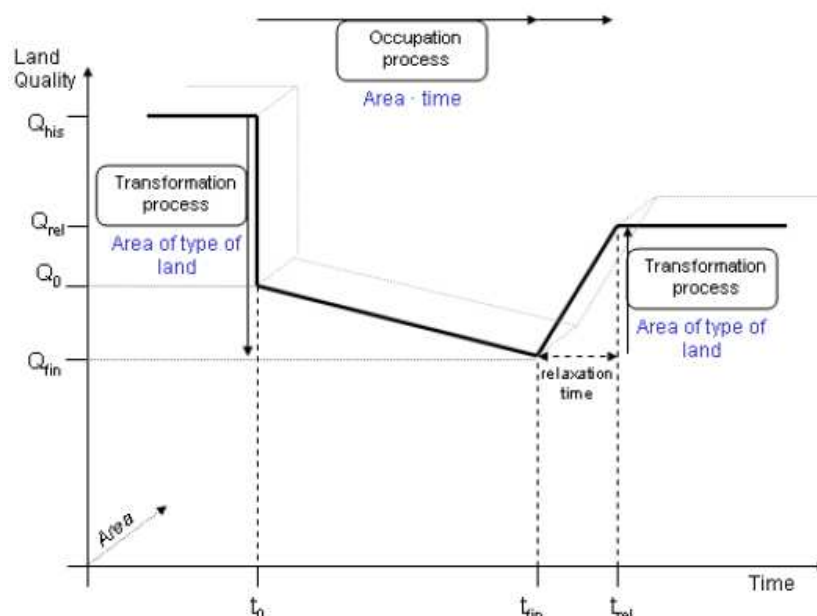 Occupation
process
Area · time
Land
Quality
Q_his
Transformation
process
Area of type of
land
Q_rel
Q_0
Q_fin
Transformation
process
Area of type of
land
relaxation
time
Area
Time
t_0
t_fin
t_rel